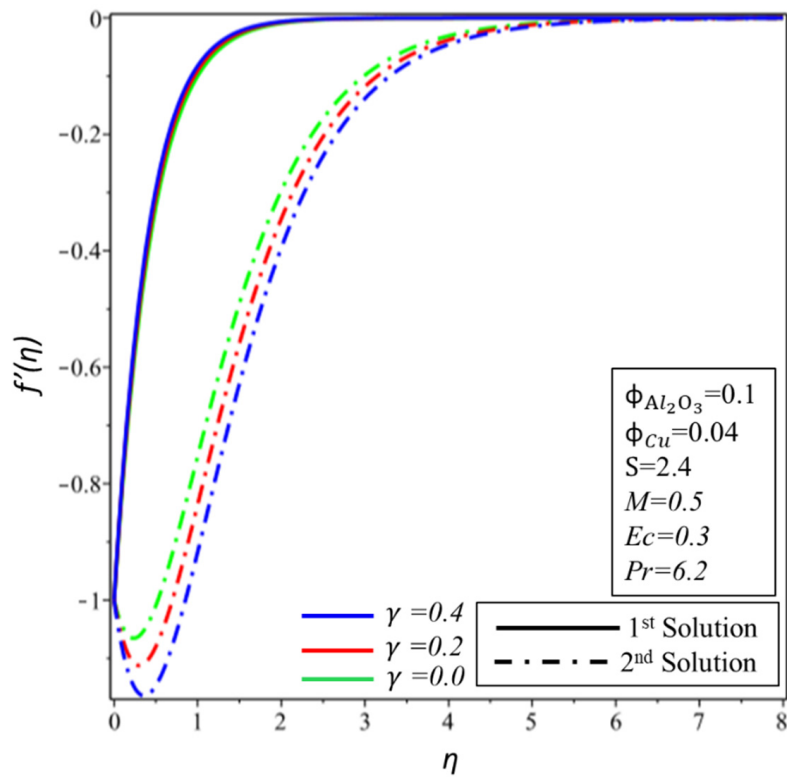 0
−0.2
−0.4
−0.6
−0.8
−1
f'(η)
0 1 2 3 4 5 6 7 8
η
ϕAl₂O₃=0.1
ϕCu=0.04
S=2.4
M=0.5
Ec=0.3
Pr=6.2
γ =0.4
γ =0.2
γ =0.0
1st Solution
2nd Solution